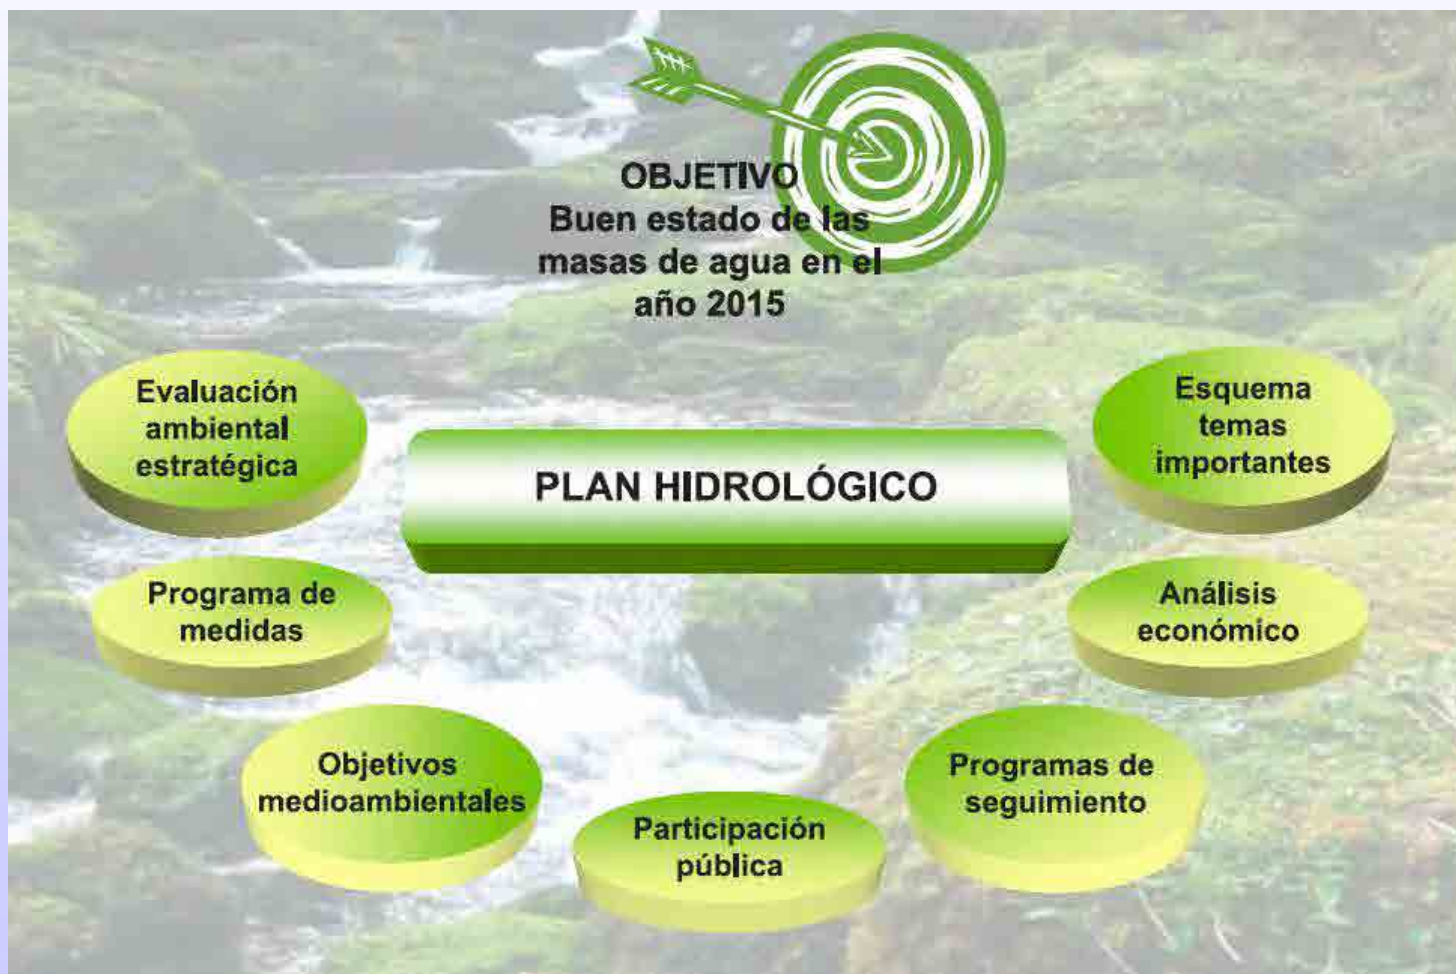 OBJETIVO
Buen estado de las
masas de agua en el
año 2015
Evaluación
ambiental
estratégica
Esquema
temas
importantes
PLAN HIDROLÓGICO
Programa de
medidas
Análisis
económico
Objetivos
medioambientales
Programas de
seguimiento
Participación
pública